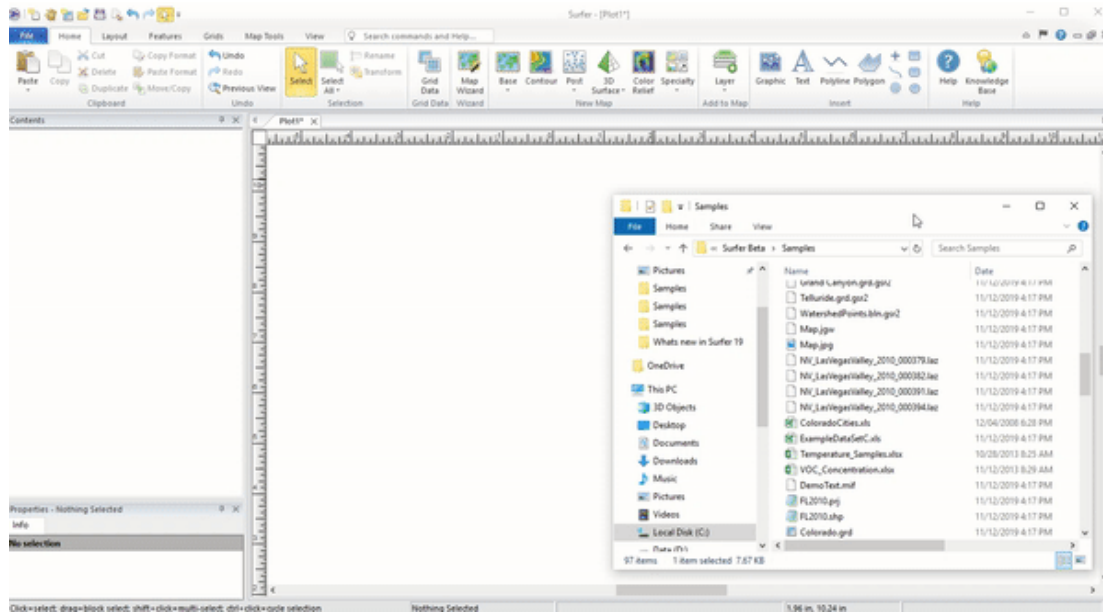 Surfer - [Plot1*]
File Home Layout Features Grids Map Tools View Search commands and Help...
Paste Copy Cut Delete Duplicate Copy Format Paste Format Move/Copy
Undo Redo Previous View
Select Select All Rename Transform
Grid Data Map Wizard Base Contour Post 3D Surface Color Relief Specialty Layer
Graphic Text Polyline Polygon Help Knowledge Base
Clipboard Undo Selection Grid Data Wizard New Map Add to Map Insert Help
Contents
Plot1*
Samples
File Home Share View
Surfer Beta > Samples
Search Samples
Pictures
Samples
Samples
Samples
Whats new in Surfer 19
OneDrive
This PC
3D Objects
Desktop
Documents
Downloads
Music
Pictures
Videos
Local Disk (C:)
Data (D:)
Name Date
Grand Canyon.grd.gsr2 11/12/2019 4:17 PM
Telluride.grd.gsr2 11/12/2019 4:17 PM
WatershedPoints.bln.gsr2 11/12/2019 4:17 PM
Map.jgw 11/12/2019 4:17 PM
Map.jpg 11/12/2019 4:17 PM
NV_LasVegasValley_2010_000379.laz 11/12/2019 4:17 PM
NV_LasVegasValley_2010_000382.laz 11/12/2019 4:17 PM
NV_LasVegasValley_2010_000391.laz 11/12/2019 4:17 PM
NV_LasVegasValley_2010_000394.laz 11/12/2019 4:17 PM
ColoradoCities.xls 12/04/2008 6:28 PM
ExampleDataSetC.xls 11/12/2019 4:17 PM
Temperature_Samples.xlsx 10/28/2013 8:25 AM
VOC_Concentration.xlsx 11/12/2013 8:29 AM
DemoText.mif 11/12/2019 4:17 PM
FL2010.prj 11/12/2019 4:17 PM
FL2010.shp 11/12/2019 4:17 PM
Colorado.grd 11/12/2019 4:17 PM
97 items 1 item selected 7.67 KB
Properties - Nothing Selected
Info
No selection
Click=select; drag=block select; shift+click=multi-select; ctrl+click=cycle selection Nothing Selected 1.96 in, 10.24 in